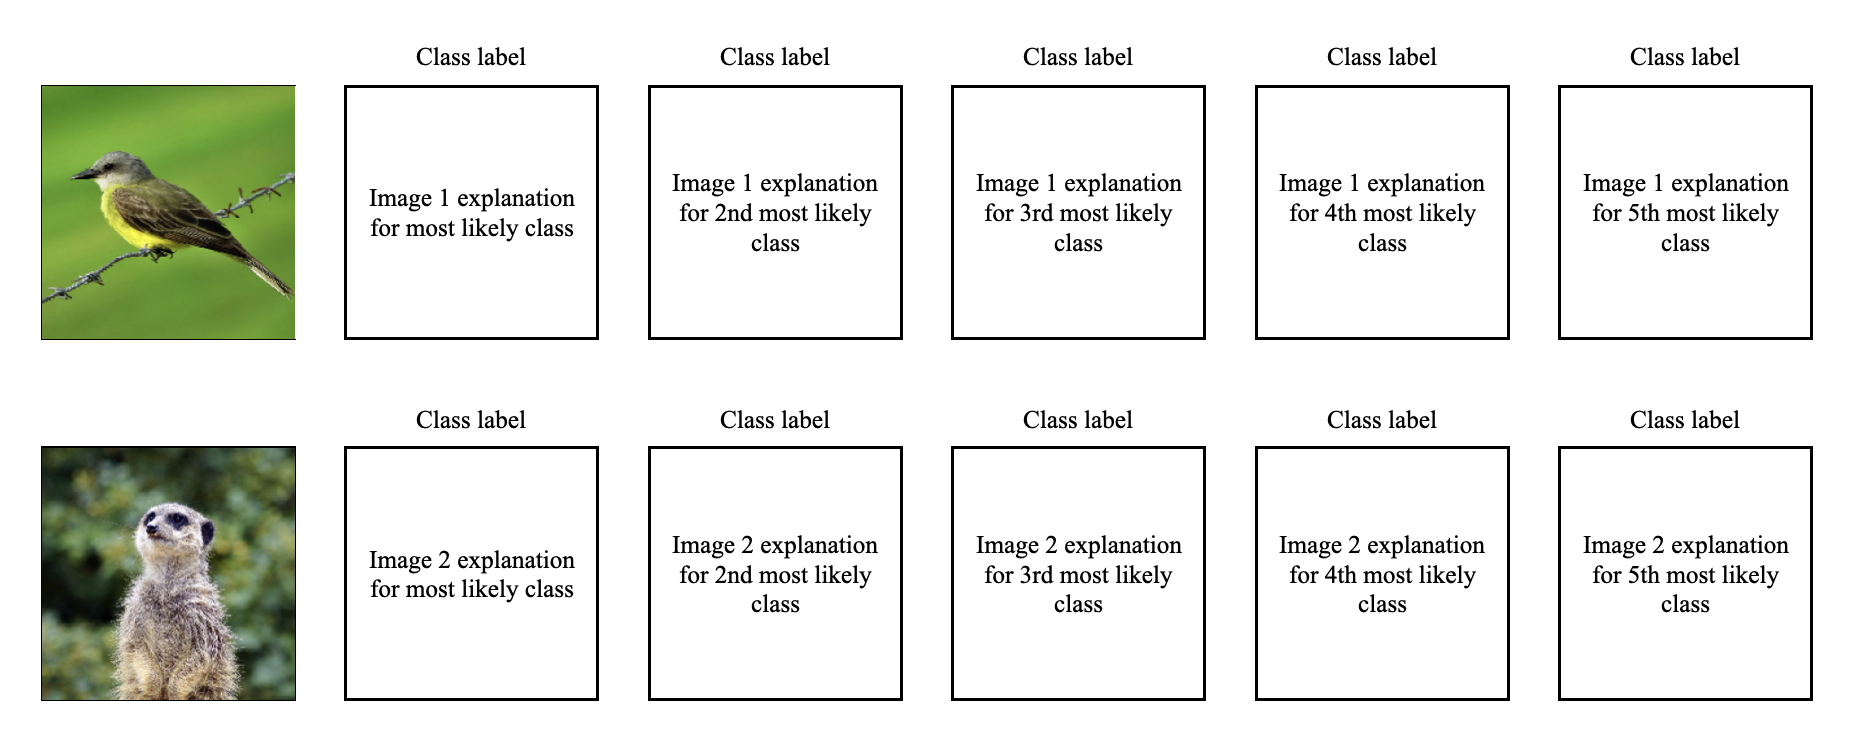 Class label Class label Class label Class label Class label
Image 1 explanation
for most likely class
Image 1 explanation
for 2nd most likely
class
Image 1 explanation
for 3rd most likely
class
Image 1 explanation
for 4th most likely
class
Image 1 explanation
for 5th most likely
class
Class label Class label Class label Class label Class label
Image 2 explanation
for most likely class
Image 2 explanation
for 2nd most likely
class
Image 2 explanation
for 3rd most likely
class
Image 2 explanation
for 4th most likely
class
Image 2 explanation
for 5th most likely
class